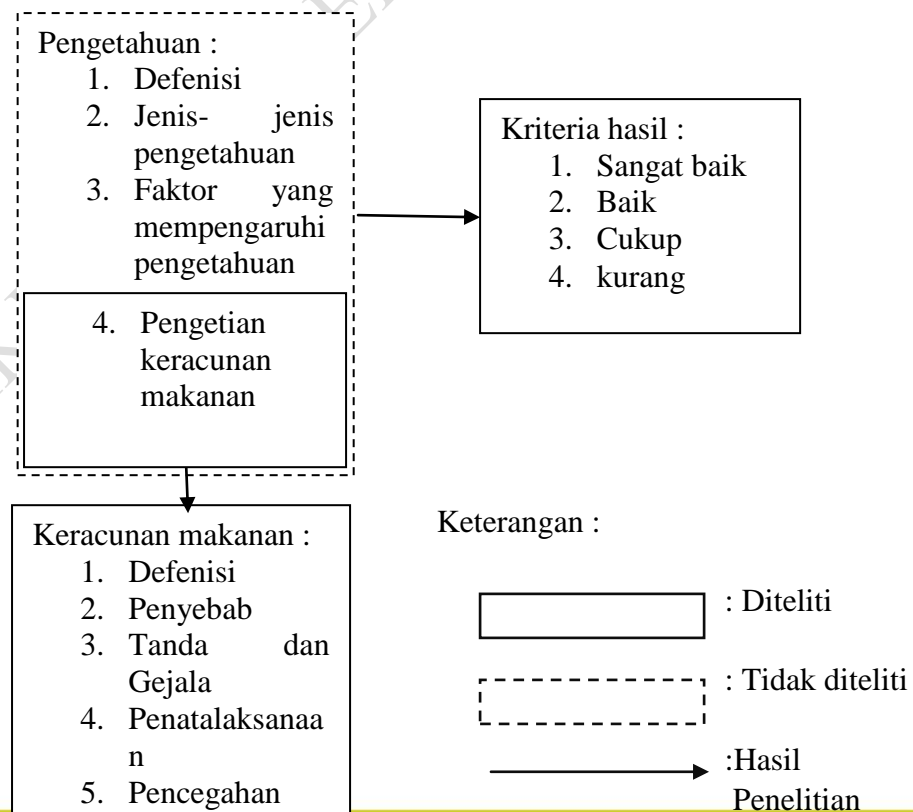 Pengetahuan :
1. Defenisi
2. Jenis- jenis
pengetahuan
3. Faktor yang
mempengaruhi
pengetahuan
4. Pengetian
keracunan
makanan
Kriteria hasil :
1. Sangat baik
2. Baik
3. Cukup
4. kurang
Keracunan makanan :
1. Defenisi
2. Penyebab
3. Tanda dan
Gejala
4. Penatalaksanaa
n
5. Pencegahan
Keterangan :
: Diteliti
: Tidak diteliti
:Hasil
Penelitian